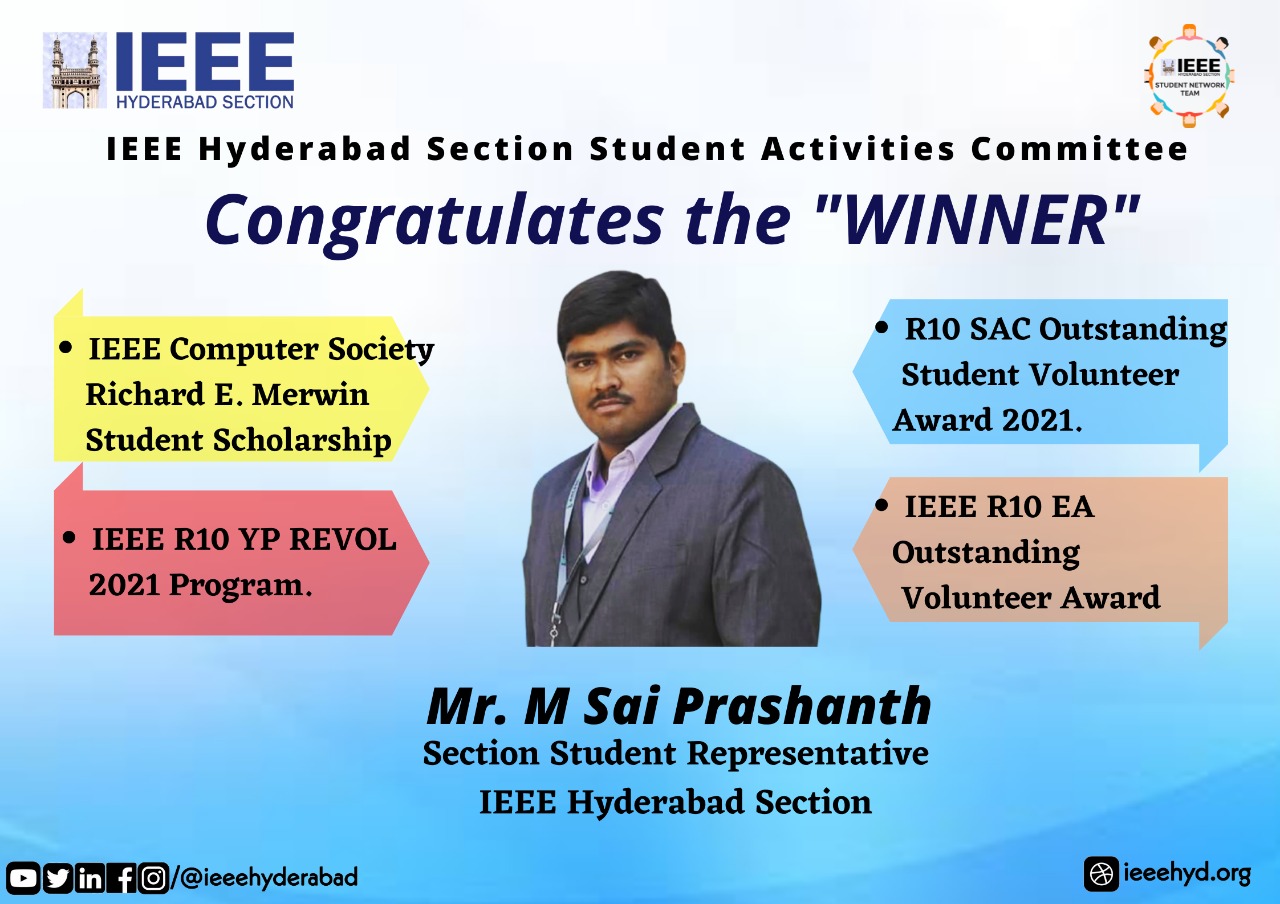 IEEE
HYDERABAD SECTION
IEEE
HYDERABAD SECTION
STUDENT NETWORK
TEAM
IEEE Hyderabad Section Student Activities Committee
Congratulates the "WINNER"
• IEEE Computer Society
Richard E. Merwin
Student Scholarship
• IEEE R10 YP REVOL
2021 Program.
• R10 SAC Outstanding
Student Volunteer
Award 2021.
• IEEE R10 EA
Outstanding
Volunteer Award
Mr. M Sai Prashanth
Section Student Representative
IEEE Hyderabad Section
/@ieeehyderabad
ieeehyd.org